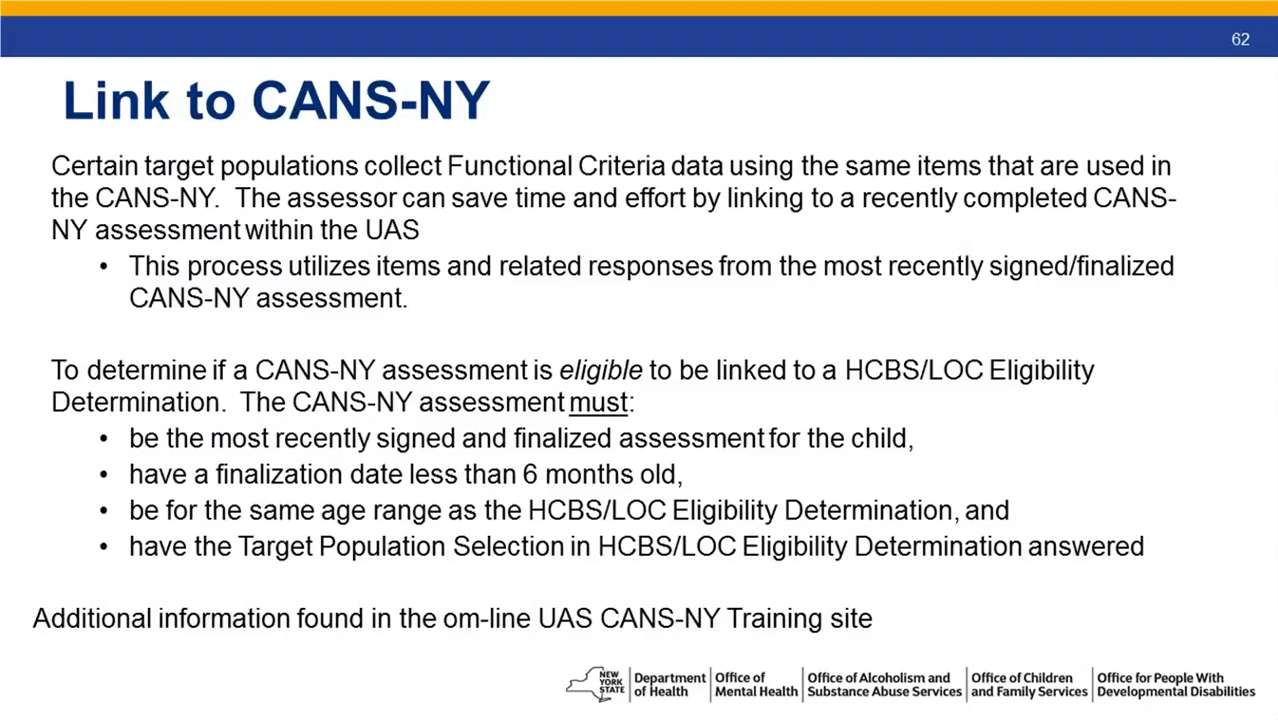 62
Link to CANS-NY
Certain target populations collect Functional Criteria data using the same items that are used in
the CANS-NY. The assessor can save time and effort by linking to a recently completed CANS-
NY assessment within the UAS
• This process utilizes items and related responses from the most recently signed/finalized
CANS-NY assessment.
To determine if a CANS-NY assessment is eligible to be linked to a HCBS/LOC Eligibility
Determination. The CANS-NY assessment must:
• be the most recently signed and finalized assessment for the child,
• have a finalization date less than 6 months old,
• be for the same age range as the HCBS/LOC Eligibility Determination, and
• have the Target Population Selection in HCBS/LOC Eligibility Determination answered
Additional information found in the om-line UAS CANS-NY Training site
NEW
YORK
STATE
Department
of Health
Office of
Mental Health
Office of Alcoholism and
Substance Abuse Services
Office of Children
and Family Services
Office for People With
Developmental Disabilities